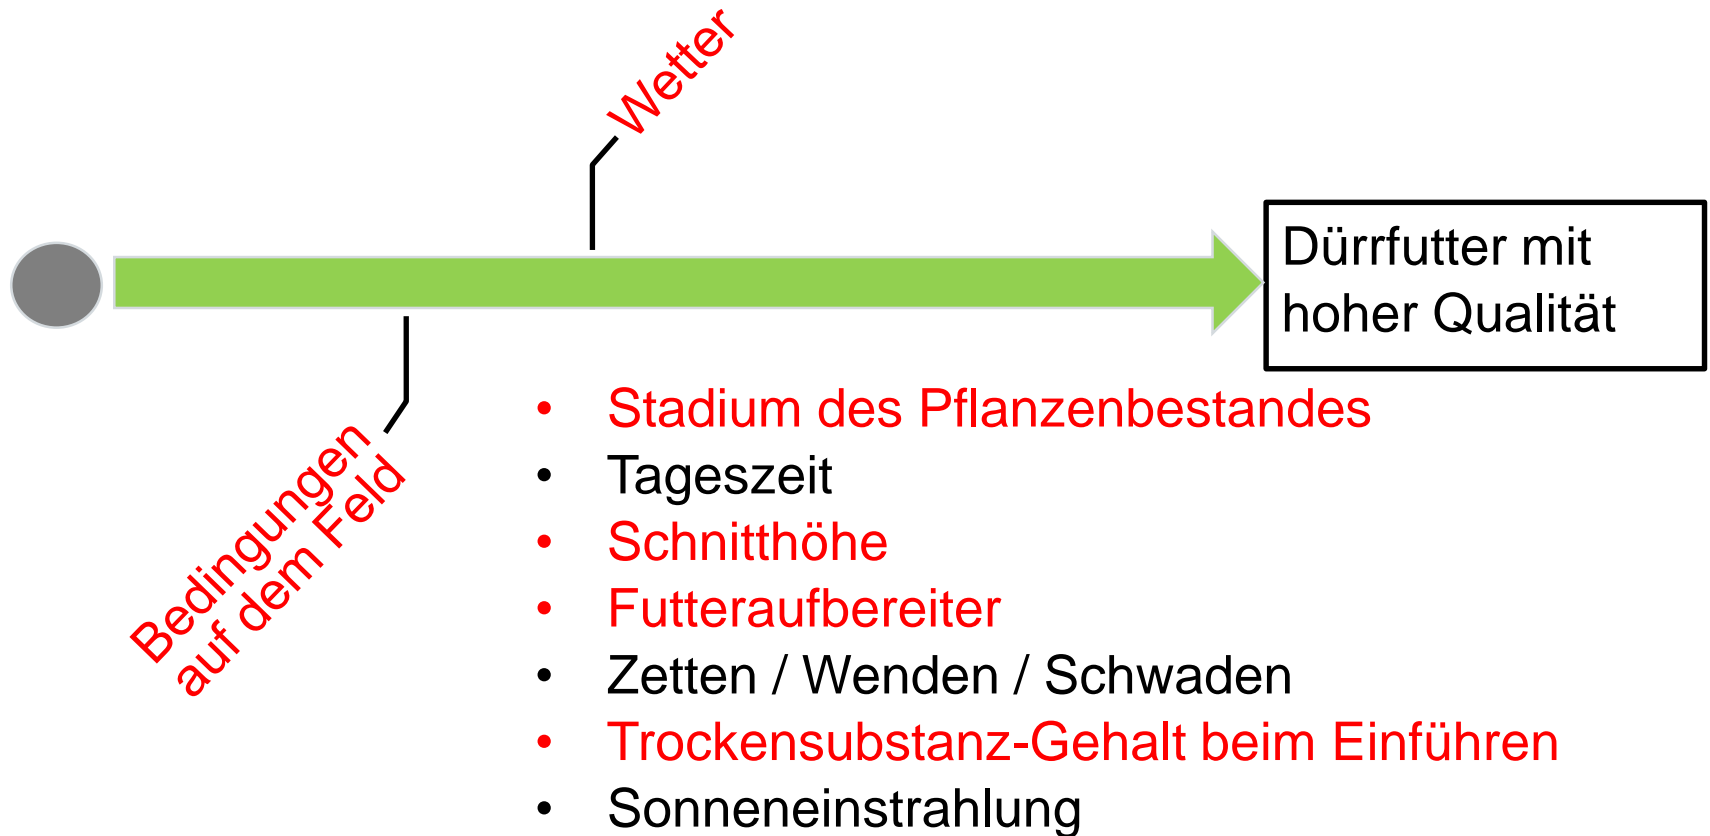 Wetter
Dürrfutter mit
hoher Qualität
Bedingungen
auf dem Feld
• Stadium des Pflanzenbestandes
• Tageszeit
• Schnitthöhe
• Futteraufbereiter
• Zetten / Wenden / Schwaden
• Trockensubstanz-Gehalt beim Einführen
• Sonneneinstrahlung